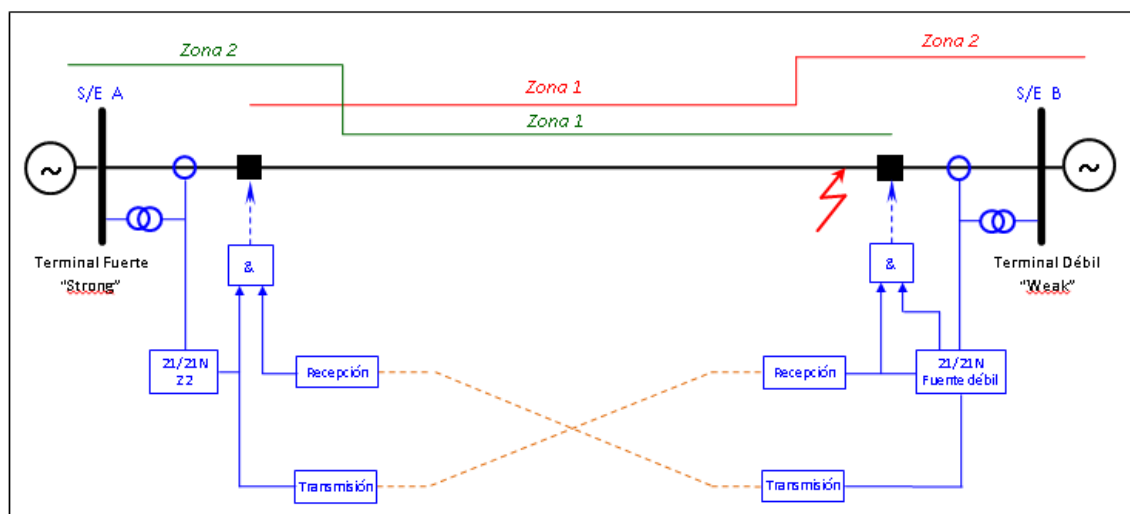 Zona 2
Zona 2
Zona 1
Zona 1
S/E A
S/E B
~
~
Terminal Fuerte
"Strong"
Terminal Débil
"Weak"
&
&
21/21N
Z2
Recepción
Recepción
21/21N
Fuente débil
Transmisión
Transmisión